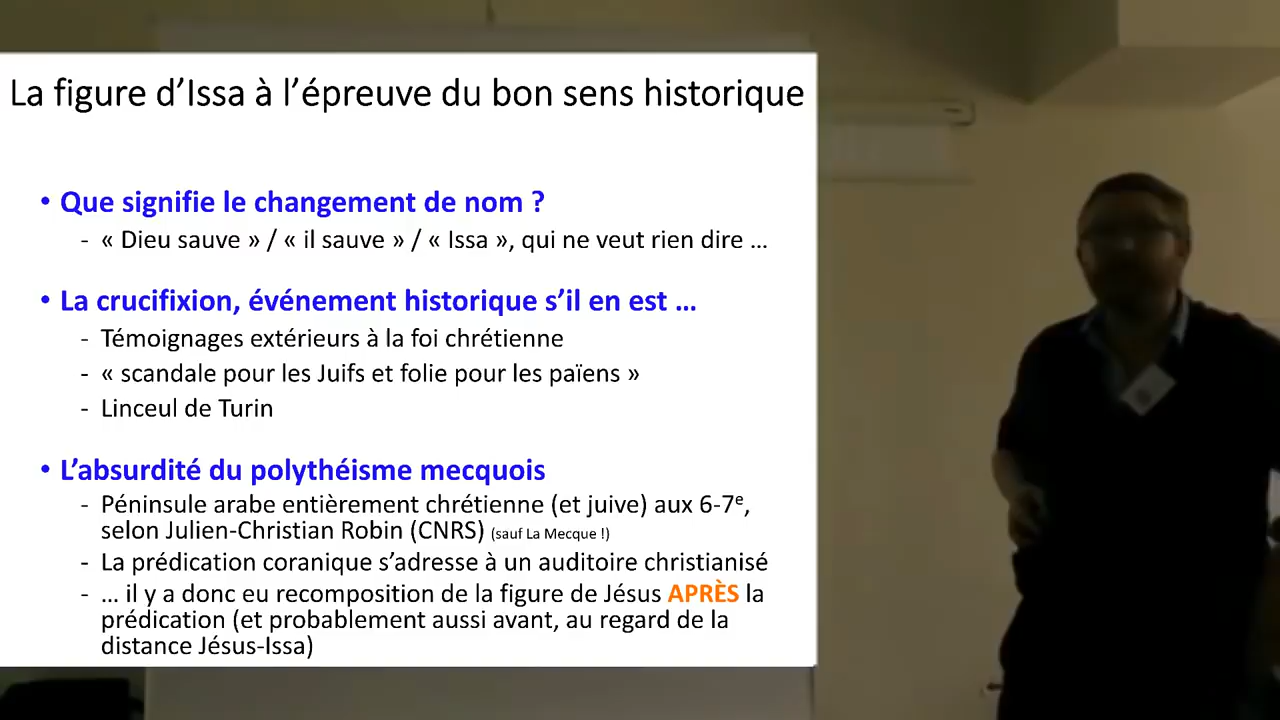 La figure d’Issa à l’épreuve du bon sens historique
• Que signifie le changement de nom ?
- « Dieu sauve » / « il sauve » / « Issa », qui ne veut rien dire …
• La crucifixion, événement historique s’il en est …
- Témoignages extérieurs à la foi chrétienne
- « scandale pour les Juifs et folie pour les païens »
- Linceul de Turin
• L’absurdité du polythéisme mecquois
- Péninsule arabe entièrement chrétienne (et juive) aux 6-7ᵉ,
selon Julien-Christian Robin (CNRS) (sauf La Mecque !)
- La prédication coranique s’adresse à un auditoire christianisé
- … il y a donc eu recomposition de la figure de Jésus APRÈS la
prédication (et probablement aussi avant, au regard de la
distance Jésus-Issa)